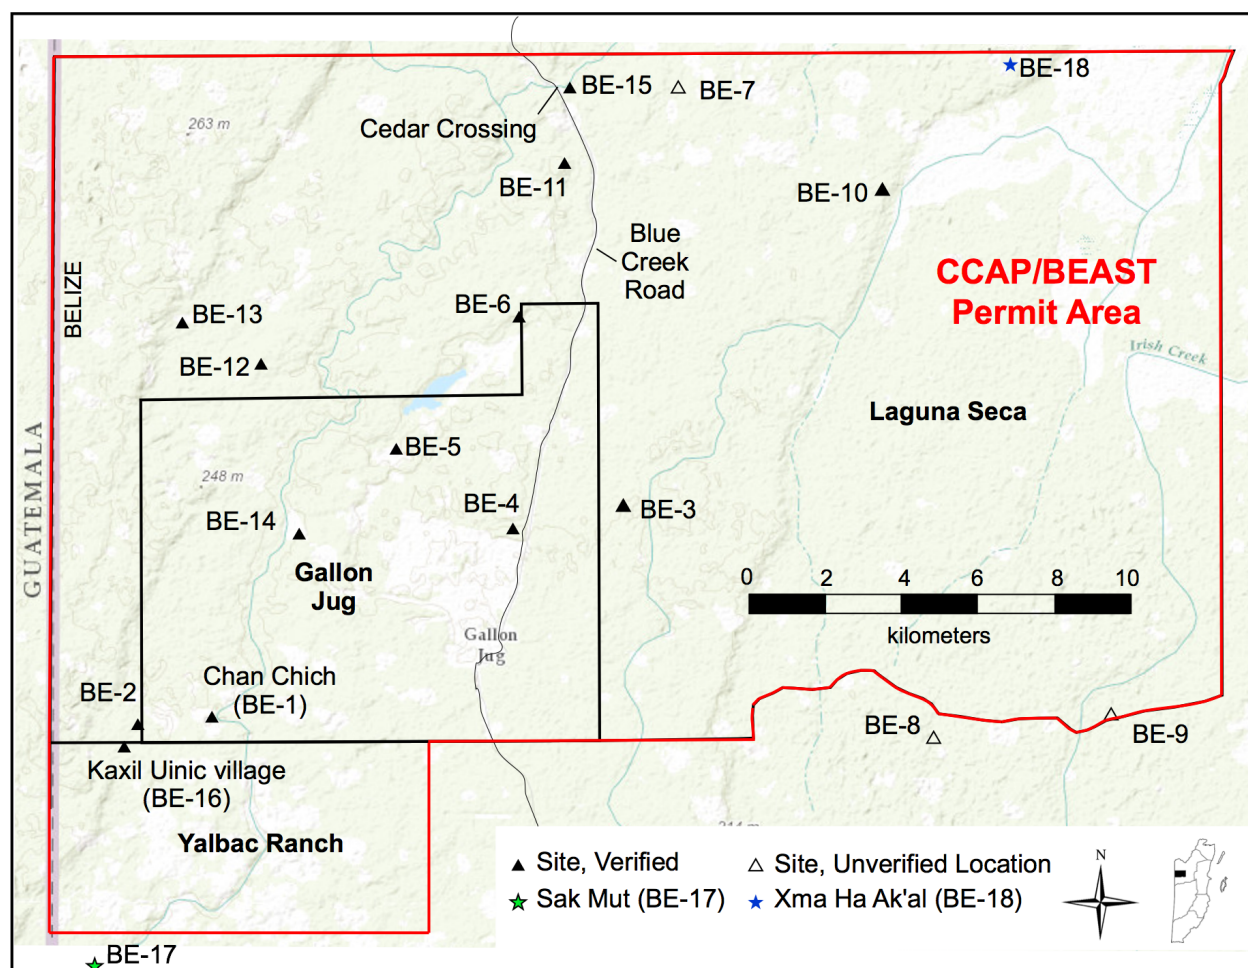 BE-18
BE-15
BE-7
Cedar Crossing
263 m
BE-11
BE-10
Blue
Creek
Road
CCAP/BEAST
Permit Area
BELIZE
BE-6
BE-13
BE-12
Irish Creek
Laguna Seca
GUATEMALA
BE-5
248 m
BE-4
BE-3
BE-14
Gallon
Jug
0 2 4 6 8 10
kilometers
Gallon
Jug
Chan Chich
(BE-1)
BE-2
BE-8
BE-9
Kaxil Uinic village
(BE-16)
Yalbac Ranch
Site, Verified
Site, Unverified Location
Sak Mut (BE-17)
Xma Ha Ak'al (BE-18)
N
BE-17